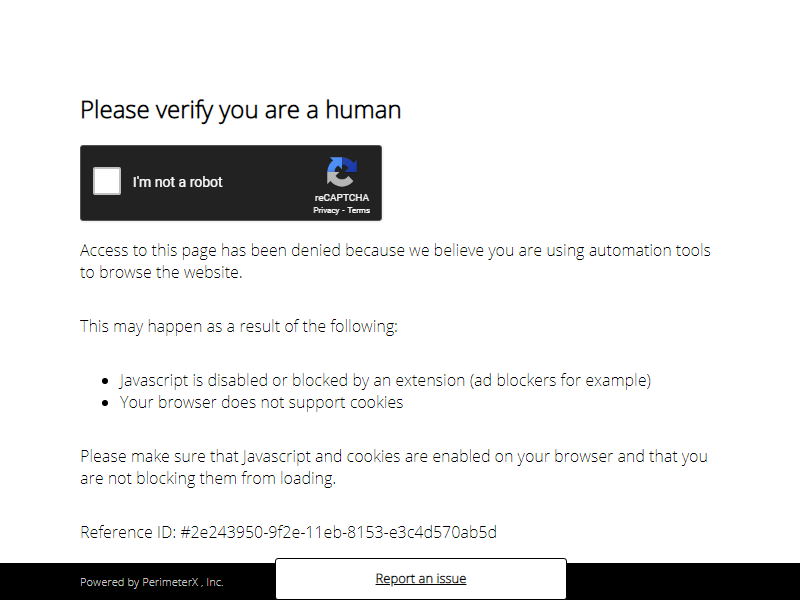 Please verify you are a human
I'm not a robot
reCAPTCHA
Privacy - Terms
Access to this page has been denied because we believe you are using automation tools
to browse the website.
This may happen as a result of the following:
Javascript is disabled or blocked by an extension (ad blockers for example)
Your browser does not support cookies
Please make sure that Javascript and cookies are enabled on your browser and that you
are not blocking them from loading.
Reference ID: #2e243950-9f2e-11eb-8153-e3c4d570ab5d
Powered by PerimeterX , Inc.
Report an issue